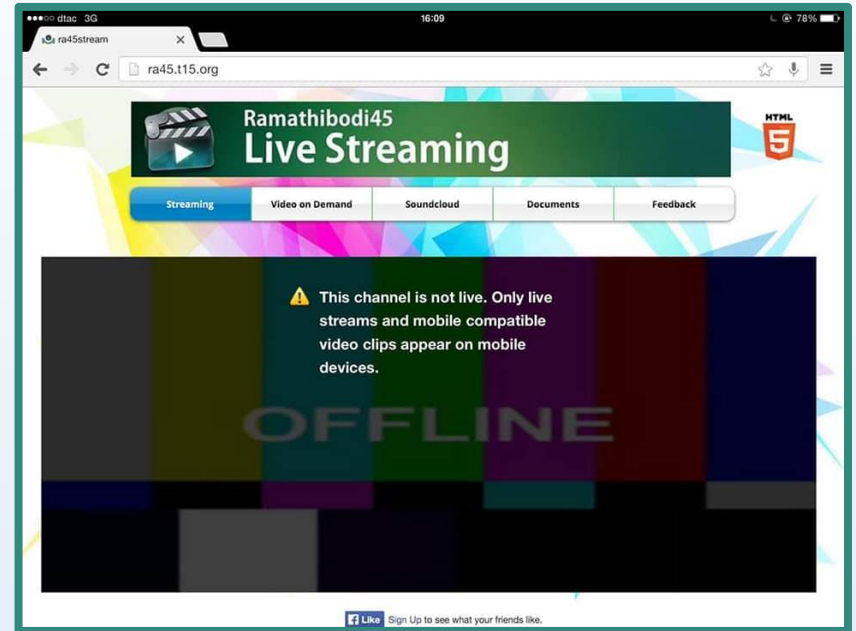 dtac 3G
16:09
78%
ra45stream
ra45.t15.org
Ramathibodi45
Live Streaming
HTML
5
Streaming
Video on Demand
Soundcloud
Documents
Feedback
This channel is not live. Only live
streams and mobile compatible
video clips appear on mobile
devices.
OFFLINE
Like Sign Up to see what your friends like.